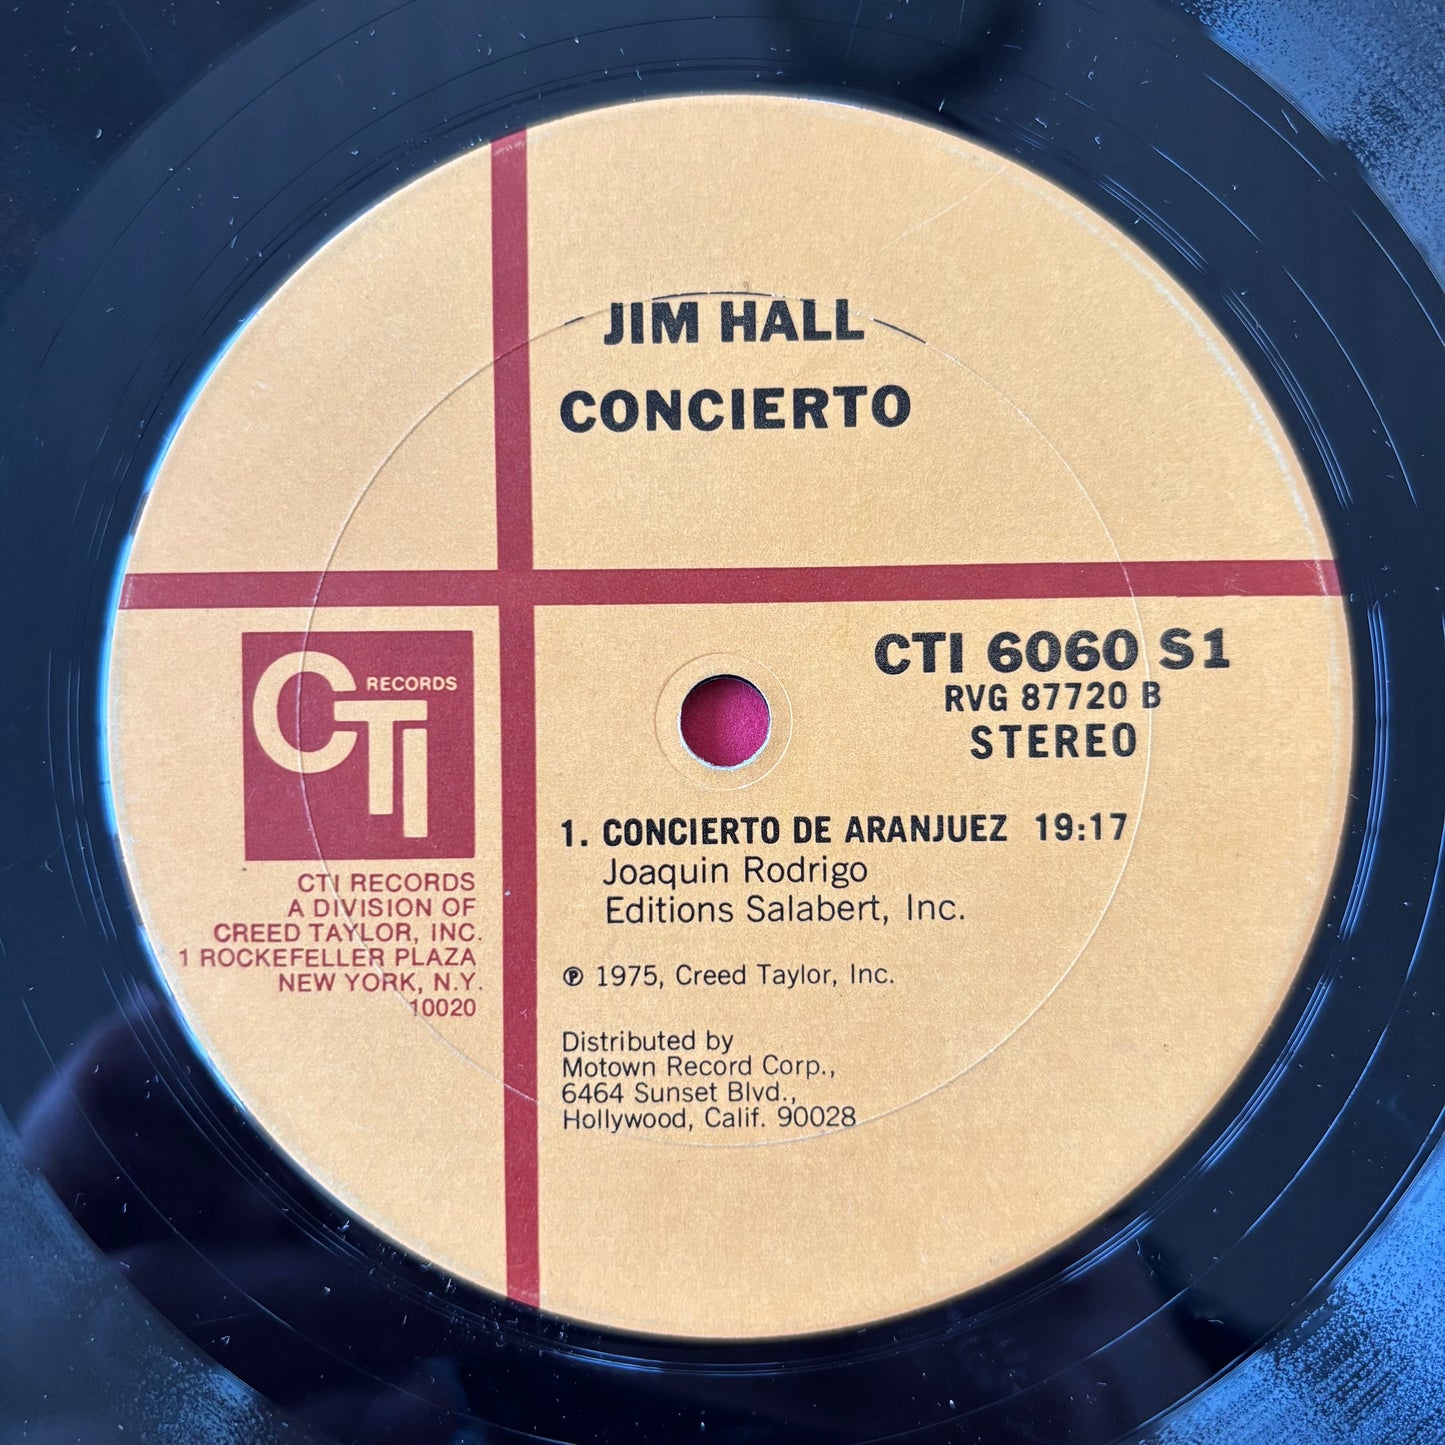 JIM HALL
CONCIERTO
CTI RECORDS
CTI 6060 S1
RVG 87720 B
STEREO
1. CONCIERTO DE ARANJUEZ 19:17
Joaquin Rodrigo
Editions Salabert, Inc.
℗ 1975, Creed Taylor, Inc.
Distributed by
Motown Record Corp.,
6464 Sunset Blvd.,
Hollywood, Calif. 90028
CTI RECORDS
A DIVISION OF
CREED TAYLOR, INC.
1 ROCKEFELLER PLAZA
NEW YORK, N.Y.
10020